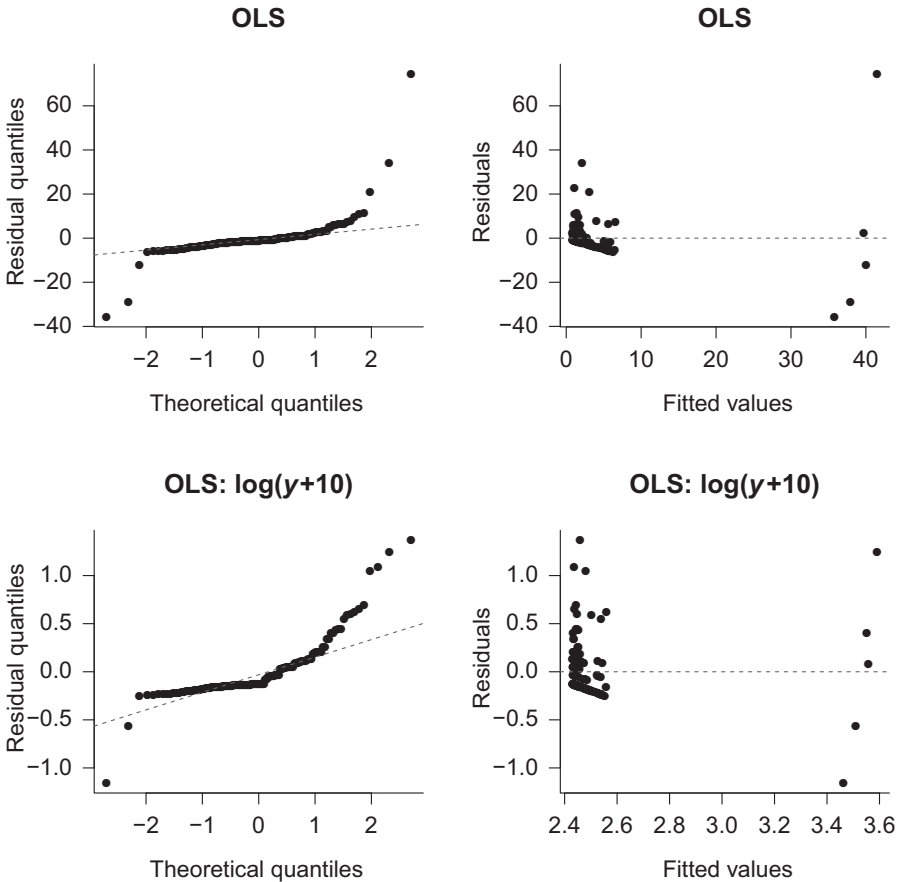 OLS
Residual quantiles
60
40
20
0
−20
−40
−2 −1 0 1 2
Theoretical quantiles
OLS
Residuals
60
40
20
0
−20
−40
0 10 20 30 40
Fitted values
OLS: log(y+10)
Residual quantiles
1.0
0.5
0.0
−0.5
−1.0
−2 −1 0 1 2
Theoretical quantiles
OLS: log(y+10)
Residuals
1.0
0.5
0.0
−0.5
−1.0
2.4 2.6 2.8 3.0 3.2 3.4 3.6
Fitted values